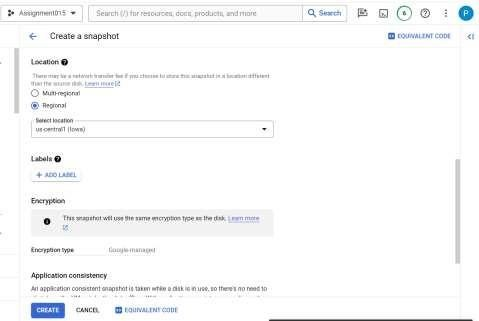 Assignment015
Search (/) for resources, docs, products, and more
Search
6
P
Create a snapshot
EQUIVALENT CODE
Location
There may be a network transfer fee if you choose to store this snapshot in a location different
than the source disk. Learn more
Multi-regional
Regional
Select location
us-central1 (Iowa)
Labels
+ ADD LABEL
Encryption
This snapshot will use the same encryption type as the disk. Learn more
Encryption type Google-managed
Application consistency
An application consistent snapshot is taken while a disk is in use, so there's no need to
CREATE CANCEL EQUIVALENT CODE